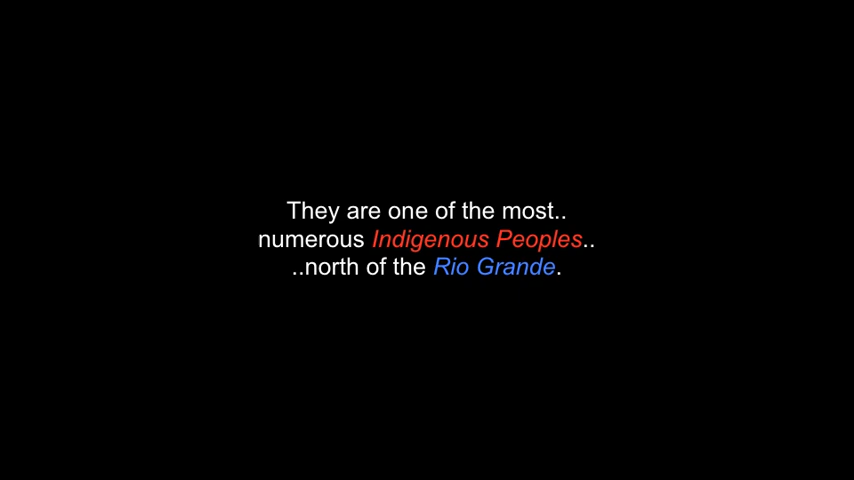 They are one of the most..
numerous Indigenous Peoples..
..north of the Rio Grande.